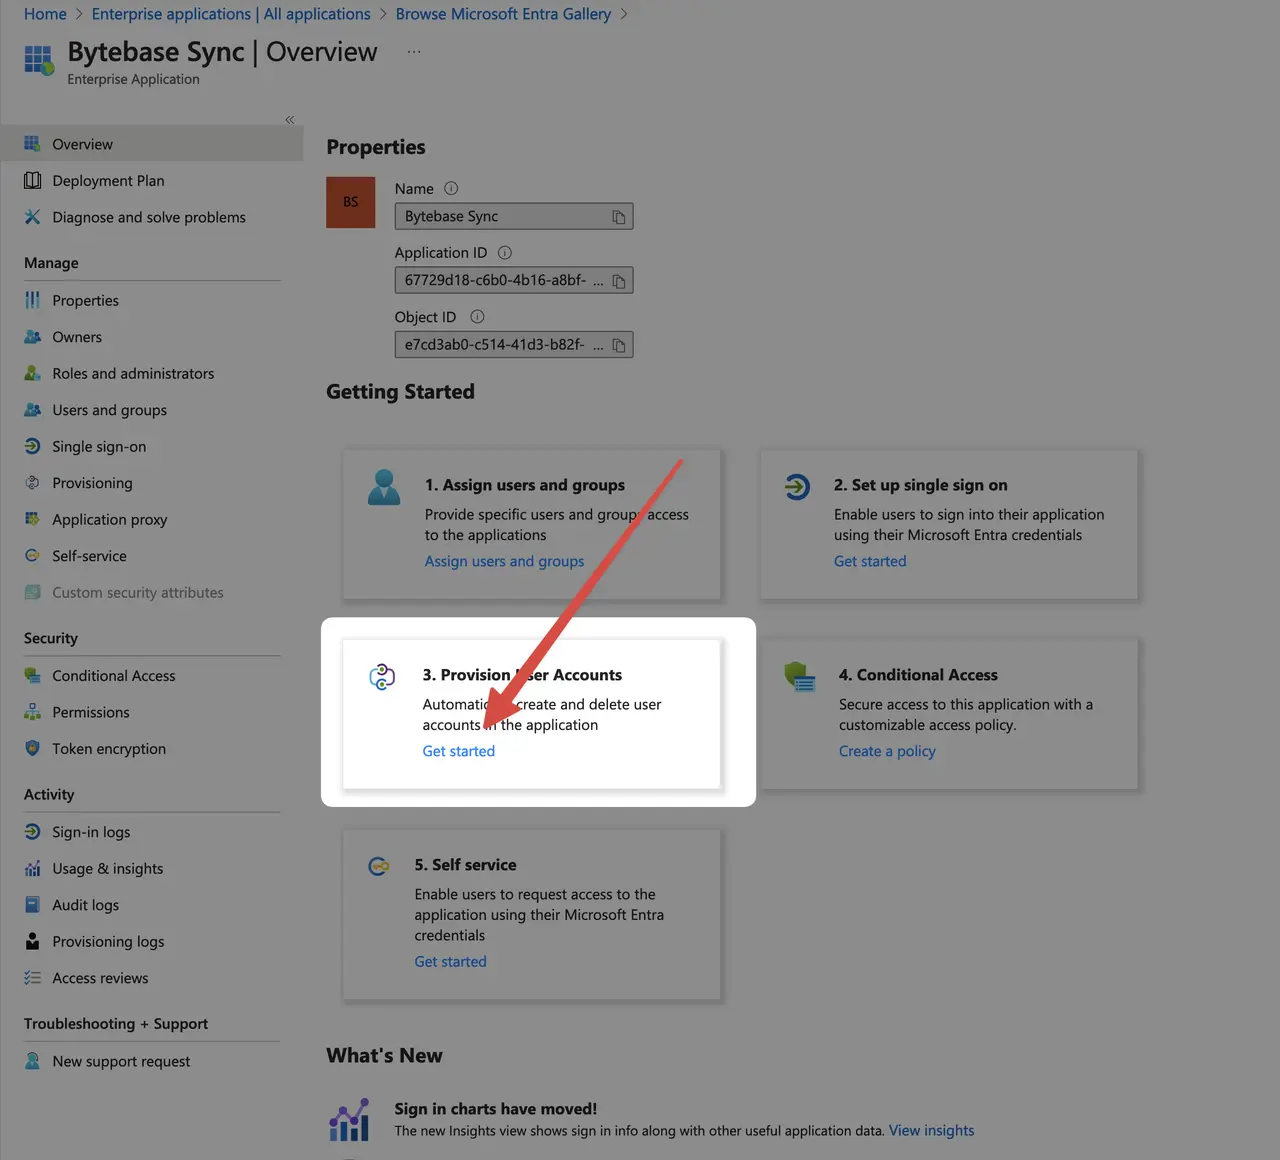 Home > Enterprise applications | All applications > Browse Microsoft Entra Gallery >
Bytebase Sync | Overview ...
Enterprise Application
«
Overview
Deployment Plan
Diagnose and solve problems
Manage
Properties
Owners
Roles and administrators
Users and groups
Single sign-on
Provisioning
Application proxy
Self-service
Custom security attributes
Security
Conditional Access
Permissions
Token encryption
Activity
Sign-in logs
Usage & insights
Audit logs
Provisioning logs
Access reviews
Troubleshooting + Support
New support request
Properties
BS
Name
Bytebase Sync
Application ID
67729d18-c6b0-4b16-a8bf- ...
Object ID
e7cd3ab0-c514-41d3-b82f- ...
Getting Started
1. Assign users and groups
Provide specific users and groups access
to the applications
Assign users and groups
2. Set up single sign on
Enable users to sign into their application
using their Microsoft Entra credentials
Get started
3. Provision User Accounts
Automatically create and delete user
accounts in the application
Get started
4. Conditional Access
Secure access to this application with a
customizable access policy.
Create a policy
5. Self service
Enable users to request access to the
application using their Microsoft Entra
credentials
Get started
What's New
Sign in charts have moved!
The new Insights view shows sign in info along with other useful application data. View insights